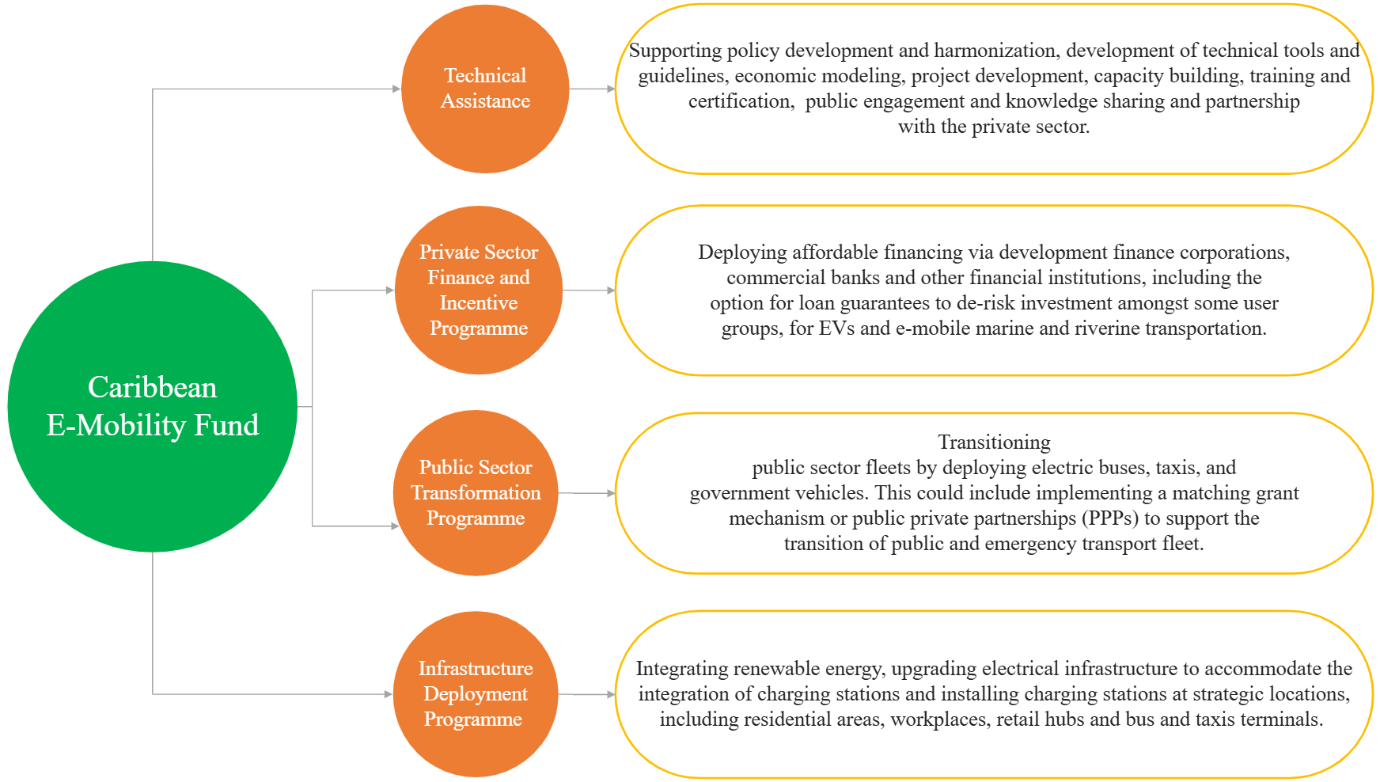 Caribbean
E-Mobility Fund
Technical
Assistance
Supporting policy development and harmonization, development of technical tools and
guidelines, economic modeling, project development, capacity building, training and
certification,  public engagement and knowledge sharing and partnership
with the private sector.
Private Sector
Finance and
Incentive
Programme
Deploying affordable financing via development finance corporations,
commercial banks and other financial institutions, including the
option for loan guarantees to de-risk investment amongst some user
groups, for EVs and e-mobile marine and riverine transportation.
Public Sector
Transformation
Programme
Transitioning
public sector fleets by deploying electric buses, taxis, and
government vehicles. This could include implementing a matching grant
mechanism or public private partnerships (PPPs) to support the
transition of public and emergency transport fleet.
Infrastructure
Deployment
Programme
Integrating renewable energy, upgrading electrical infrastructure to accommodate the
integration of charging stations and installing charging stations at strategic locations,
including residential areas, workplaces, retail hubs and bus and taxis terminals.